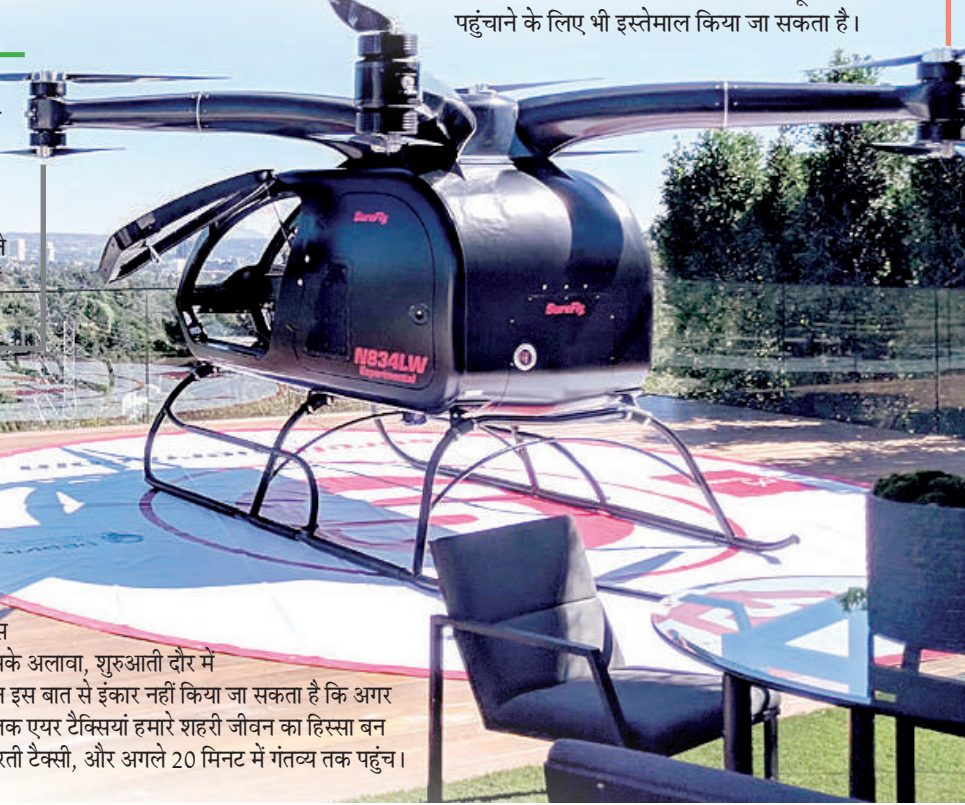 पहुंचाने के लिए भी इस्तेमाल किया जा सकता है।
SureFly
SureFly
N834LW
Experimental
के अलावा, शुरुआती दौर में
इस बात से इंकार नहीं किया जा सकता है कि अगर
तक एयर टैक्सियां हमारे शहरी जीवन का हिस्सा बन
टैक्सी, और अगले 20 मिनट में गंतव्य तक पहुंच।